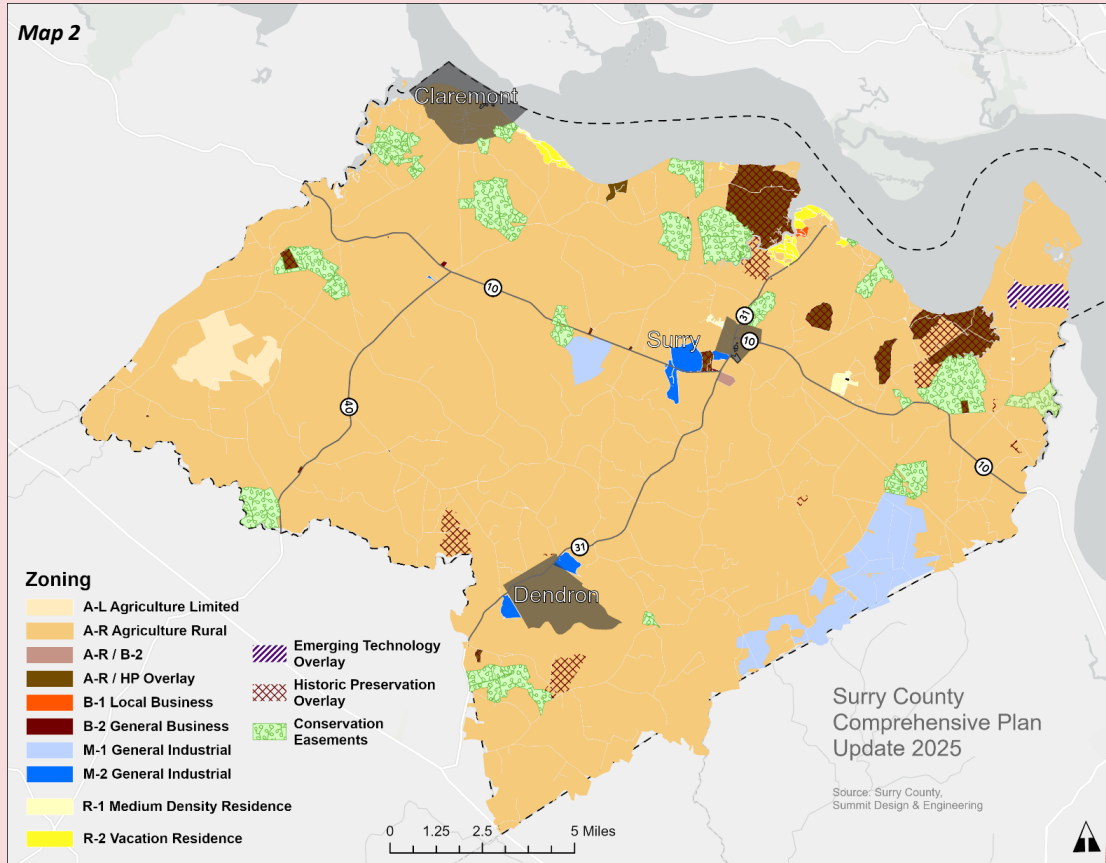 Map 2
Claremont
10
31
Surry
10
40
10
31
Dendron
Zoning
A-L Agriculture Limited
A-R Agriculture Rural
A-R / B-2
A-R / HP Overlay
B-1 Local Business
B-2 General Business
M-1 General Industrial
M-2 General Industrial
R-1 Medium Density Residence
R-2 Vacation Residence
Emerging Technology
Overlay
Historic Preservation
Overlay
Conservation
Easements
Surry County
Comprehensive Plan
Update 2025
Source: Surry County,
Summit Design & Engineering
0 1.25 2.5 5 Miles